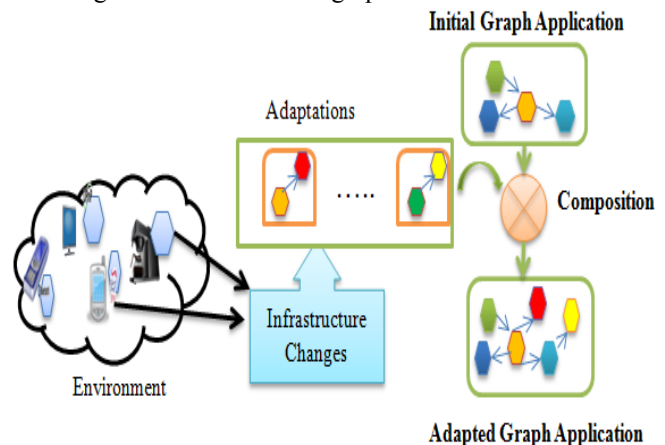 Initial Graph Application
Adaptations
.....
Composition
Infrastructure
Changes
Environment
Adapted Graph Application